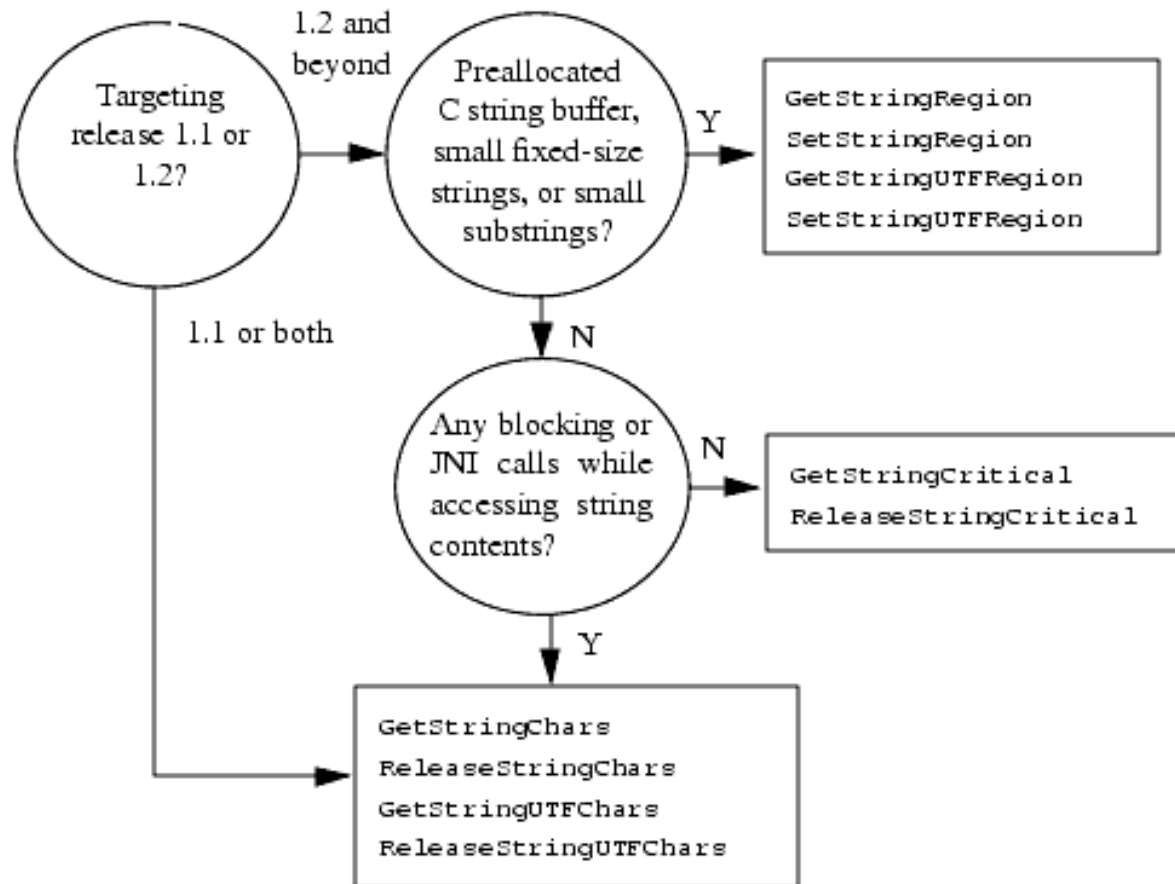 Targeting
release 1.1 or
1.2?
1.2 and
beyond
Preallocated
C string buffer,
small fixed-size
strings, or small
substrings?
Y
GetStringRegion
SetStringRegion
GetStringUTFRegion
SetStringUTFRegion
1.1 or both
N
Any blocking or
JNI calls while
accessing string
contents?
N
GetStringCritical
ReleaseStringCritical
Y
GetStringChars
ReleaseStringChars
GetStringUTFChars
ReleaseStringUTFChars